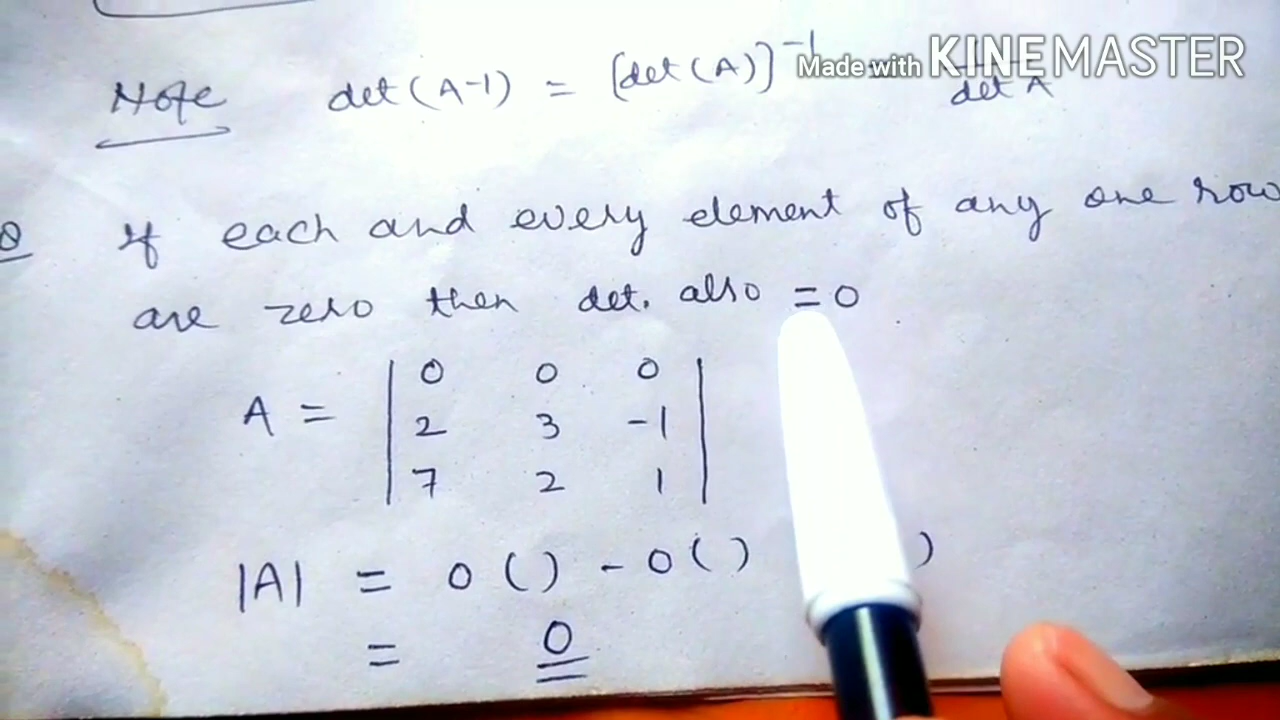 Made with KINEMASTER
Note det(A-1) = [det(A)]⁻¹ det A
Q If each and every element of any one row
are zero then det. also = 0
A = | 0 0 0 |
| 2 3 -1 |
| 7 2 1 |
|A| = 0 ( ) - 0 ( ) )
= 0